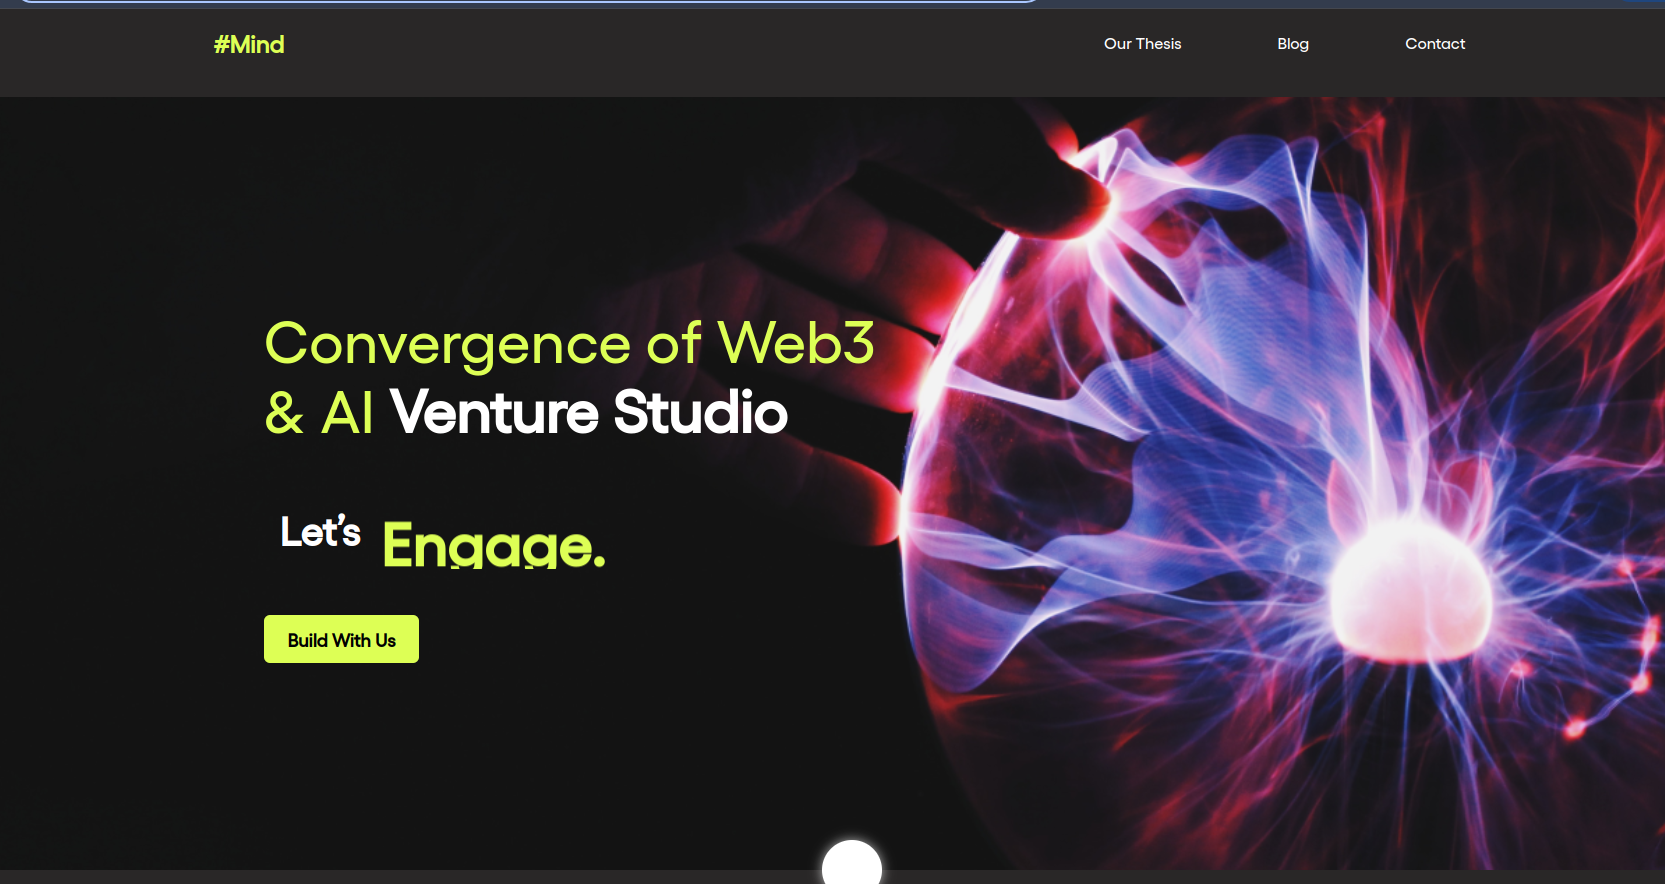 #Mind
Our Thesis
Blog
Contact
Convergence of Web3
& AI Venture Studio
Let's Engage.
Build With Us